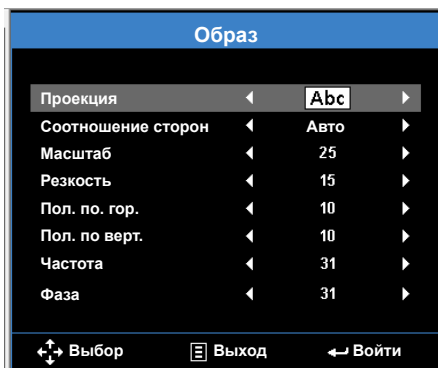 Образ
Проекция Abc
Соотношение сторон Авто
Масштаб 25
Резкость 15
Пол. по. гор. 10
Пол. по верт. 10
Частота 31
Фаза 31
Выбор Выход Войти